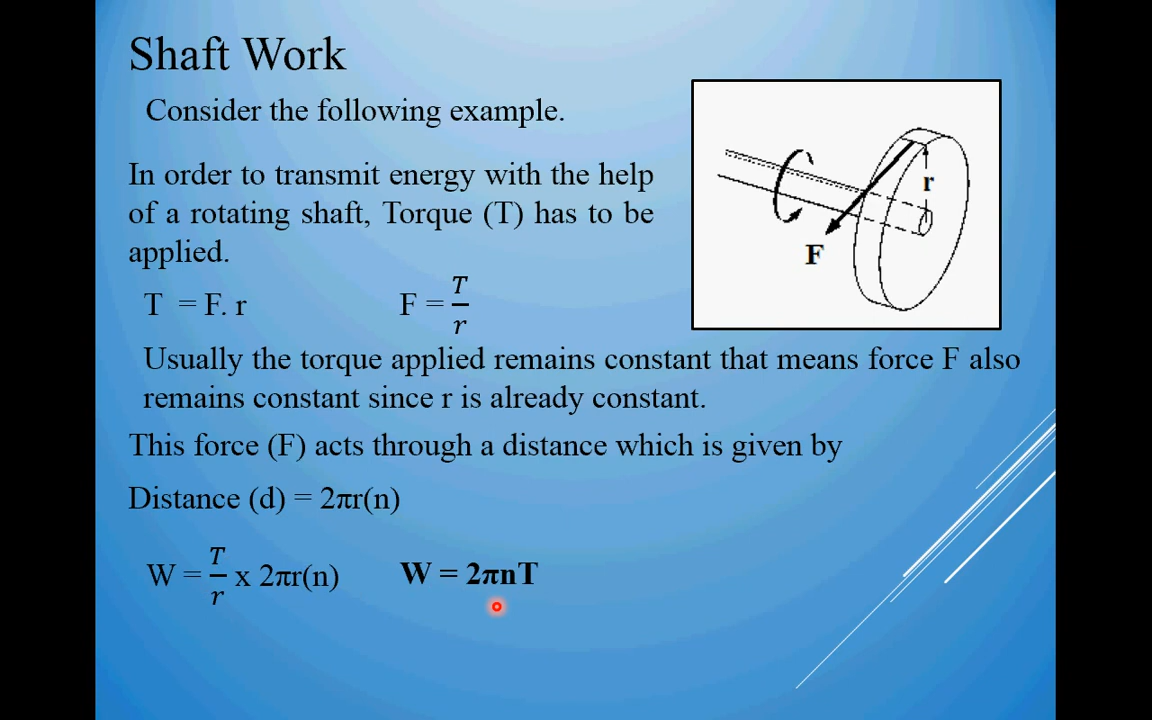 Shaft Work
Consider the following example.
In order to transmit energy with the help
of a rotating shaft, Torque (T) has to be
applied.
r
F
T = F. r
F = T/r
Usually the torque applied remains constant that means force F also
remains constant since r is already constant.
This force (F) acts through a distance which is given by
Distance (d) = 2πr(n)
W = T/r x 2πr(n)
W = 2πnT